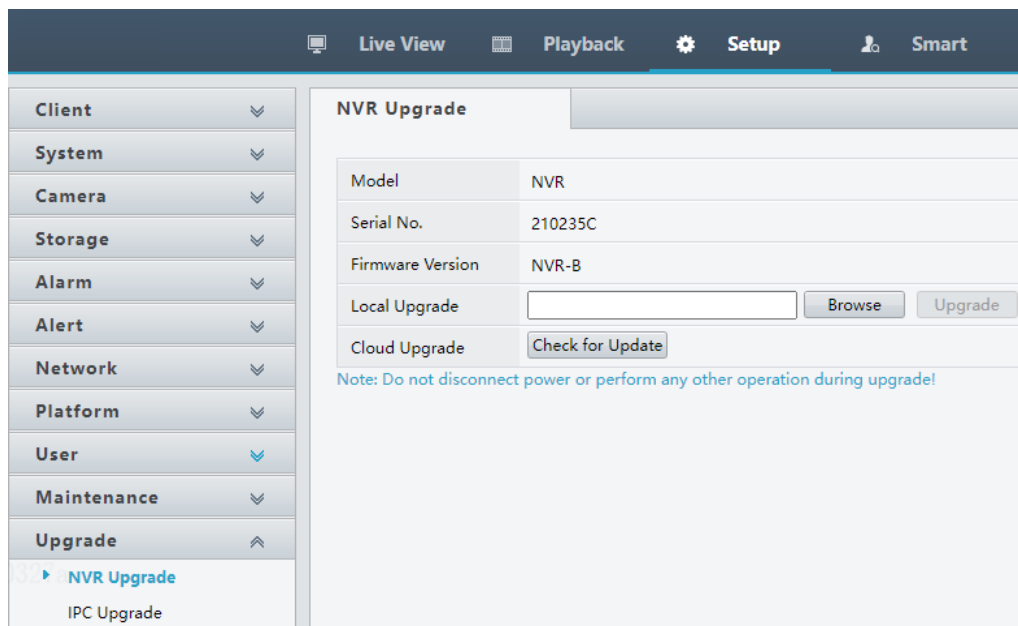 Live View Playback Setup Smart
Client
System
Camera
Storage
Alarm
Alert
Network
Platform
User
Maintenance
Upgrade
NVR Upgrade
IPC Upgrade
NVR Upgrade
Model NVR
Serial No. 210235C
Firmware Version NVR-B
Local Upgrade Browse Upgrade
Cloud Upgrade Check for Update
Note: Do not disconnect power or perform any other operation during upgrade!